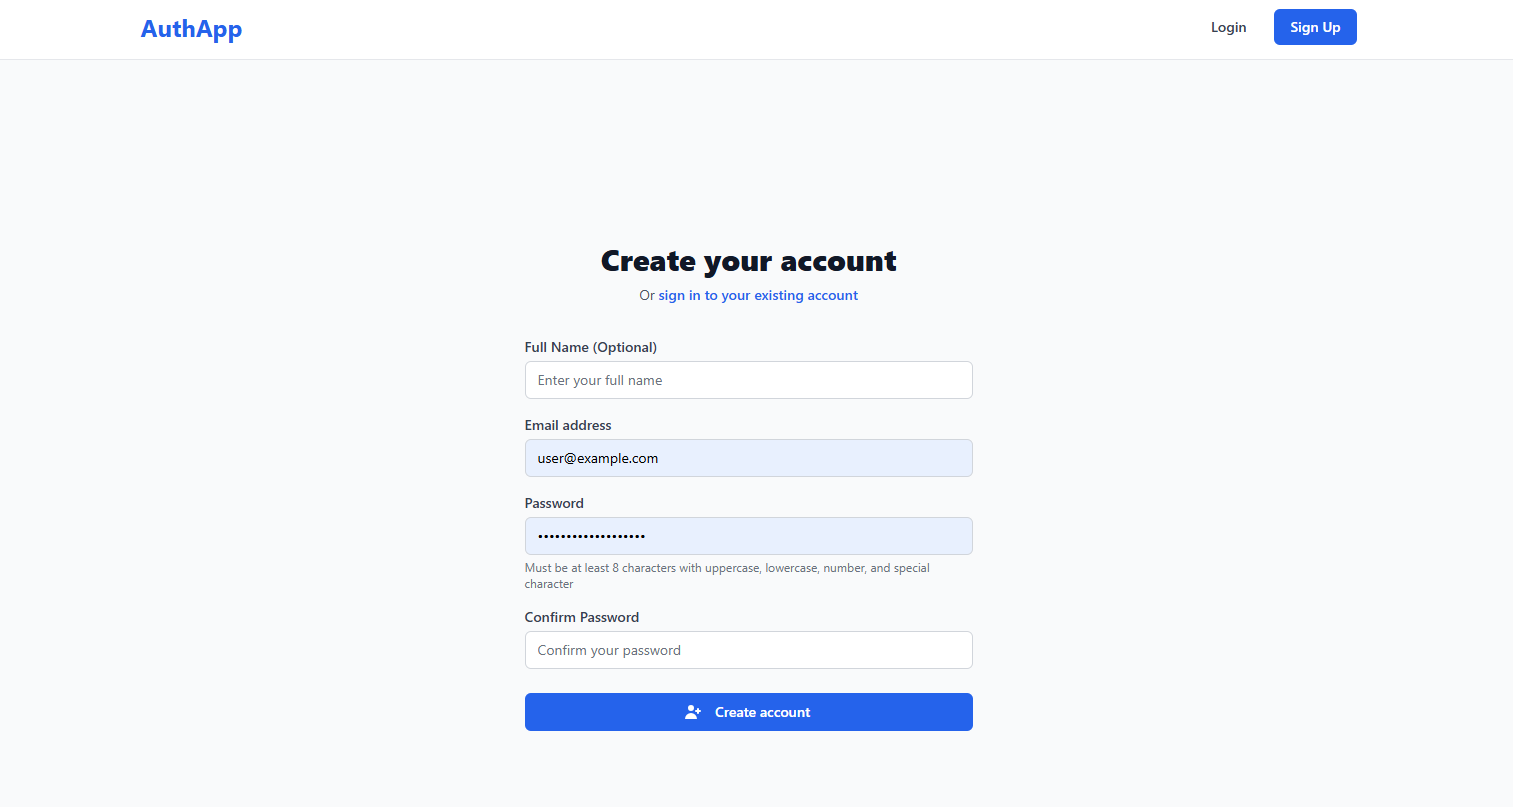 AuthApp
Login
Sign Up
Create your account
Or sign in to your existing account
Full Name (Optional)
Enter your full name
Email address
user@example.com
Password
•••••••••••••••••••
Must be at least 8 characters with uppercase, lowercase, number, and special
character
Confirm Password
Confirm your password
Create account